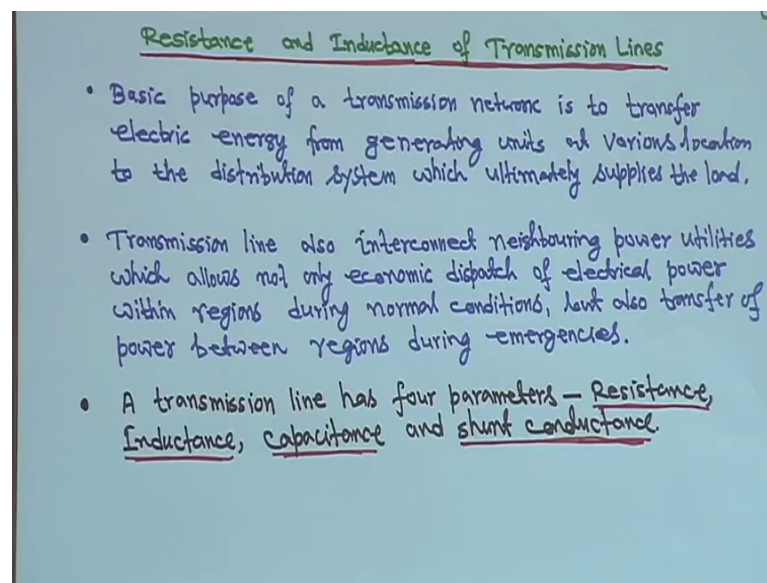 Resistance and Inductance of Transmission Lines
• Basic purpose of a transmission network is to transfer
electric energy from generating units at various location
to the distribution system which ultimately supplies the load.
• Transmission line also interconnect neighbouring power utilities
which allows not only economic dispatch of electrical power
within regions during normal conditions, but also transfer of
power between regions during emergencies.
• A transmission line has four parameters – Resistance,
Inductance, capacitance and shunt conductance.